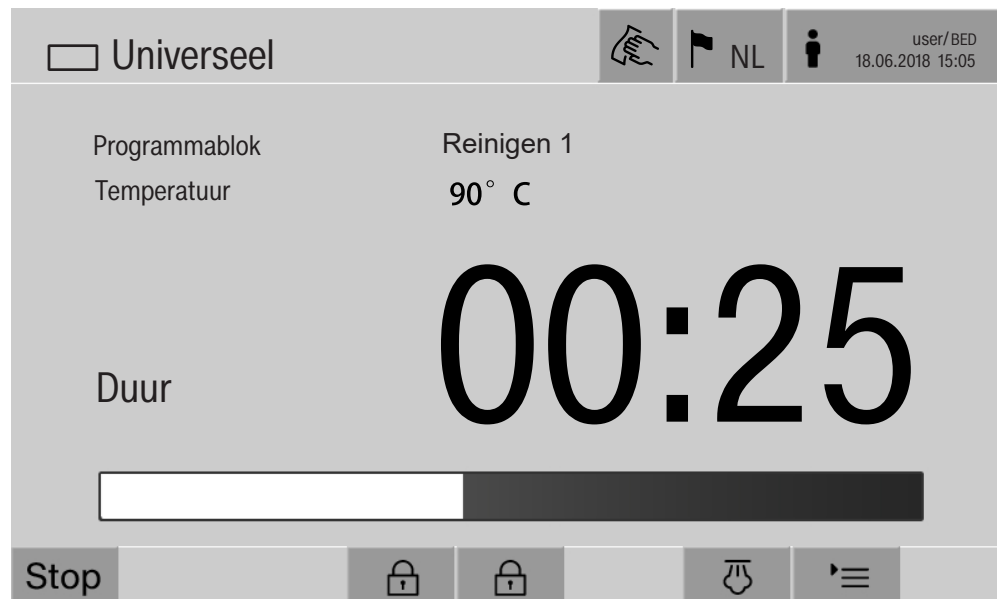 Universeel
NL
user/BED
18.06.2018 15:05
Programmablok Reinigen 1
Temperatuur 90° C
00:25
Duur
Stop